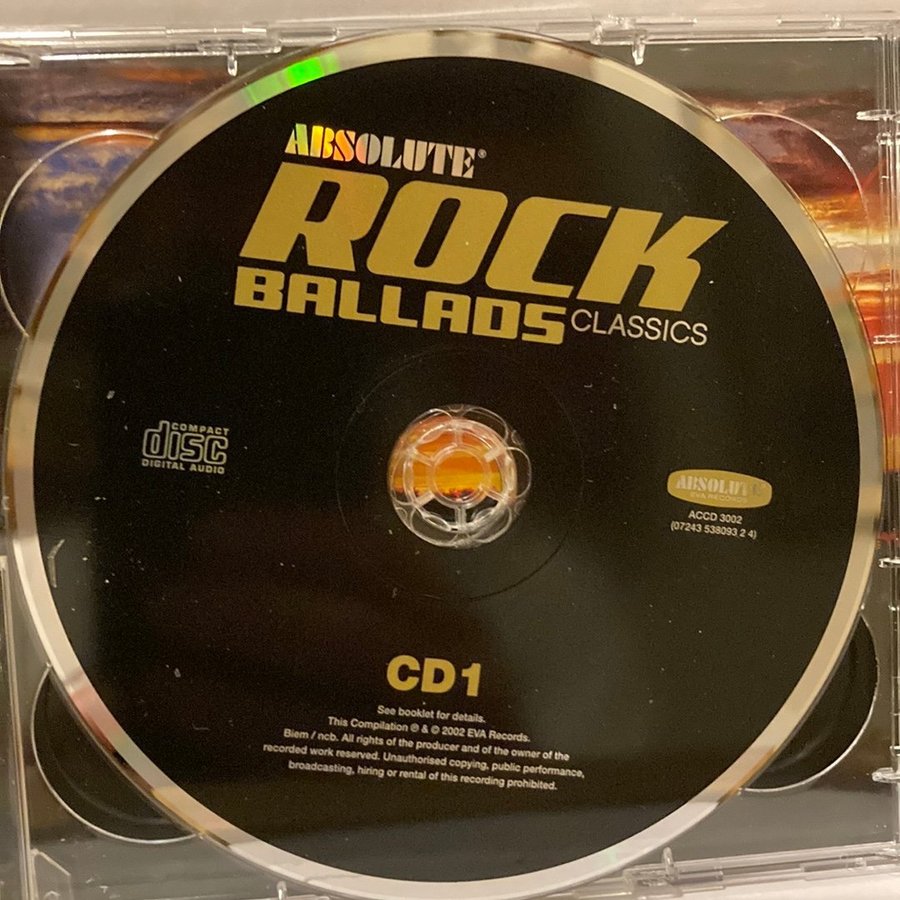 ABSOLUTE®
ROCK
BALLADS CLASSICS
COMPACT
disc
DIGITAL AUDIO
ABSOLUTE
EVA RECORDS
ACCD 3002
(07243 538093 2 4)
CD1
See booklet for details.
This Compilation ℗ & © 2002 EVA Records.
Biem / ncb. All rights of the producer and of the owner of the
recorded work reserved. Unauthorised copying, public performance,
broadcasting, hiring or rental of this recording prohibited.